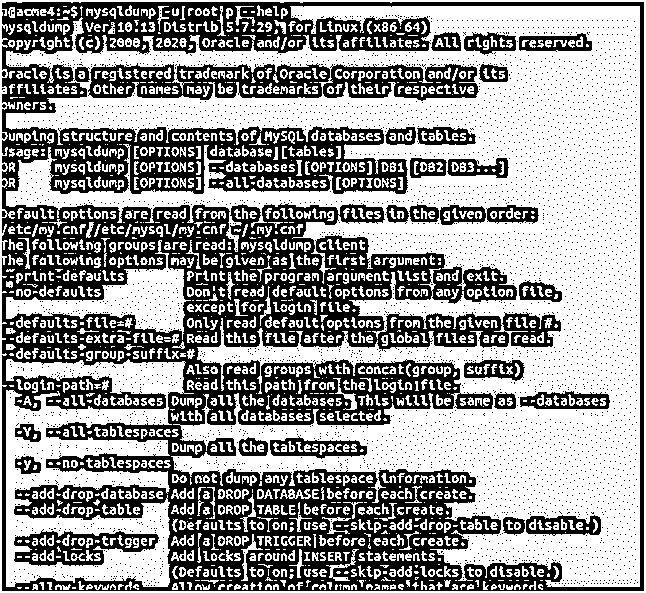 u@acme4:~$ mysqldump -u root p --help
mysqldump Ver 10.13 Distrib 5.7.29, for Linux (x86_64)
Copyright (c) 2000, 2020, Oracle and/or its affiliates. All rights reserved.
Oracle is a registered trademark of Oracle Corporation and/or its
affiliates. Other names may be trademarks of their respective
owners.
Dumping structure and contents of MySQL databases and tables.
Usage: mysqldump [OPTIONS] database [tables]
OR mysqldump [OPTIONS] --databases [OPTIONS] DB1 [DB2 DB3...]
OR mysqldump [OPTIONS] --all-databases [OPTIONS]
Default options are read from the following files in the given order:
/etc/my.cnf /etc/mysql/my.cnf ~/.my.cnf
The following groups are read: mysqldump client
The following options may be given as the first argument:
--print-defaults Print the program argument list and exit.
--no-defaults Don't read default options from any option file,
except for login file.
--defaults-file=# Only read default options from the given file #.
--defaults-extra-file=# Read this file after the global files are read.
--defaults-group-suffix=#
Also read groups with concat(group, suffix)
--login-path=# Read this path from the login file.
-A, --all-databases Dump all the databases. This will be same as --databases
with all databases selected.
-Y, --all-tablespaces
Dump all the tablespaces.
-y, --no-tablespaces
Do not dump any tablespace information.
--add-drop-database Add a DROP DATABASE before each create.
--add-drop-table Add a DROP TABLE before each create.
(Defaults to on; use --skip-add-drop-table to disable.)
--add-drop-trigger Add a DROP TRIGGER before each create.
--add-locks Add locks around INSERT statements.
(Defaults to on; use --skip-add-locks to disable.)
--allow-keywords Allow creation of column names that are keywords.